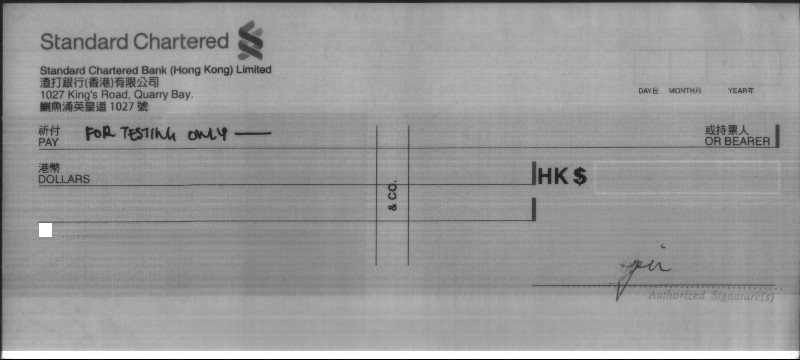 Standard Chartered
Standard Chartered Bank (Hong Kong) Limited
渣打銀行(香港)有限公司
1027 King's Road, Quarry Bay.
鰂魚涌英皇道 1027 號
DAY日 MONTH月 YEAR年
祈付
PAY
FOR TESTING ONLY
或持票人
OR BEARER
港幣
DOLLARS
HK $
& CO.
Authorized Signature(s)